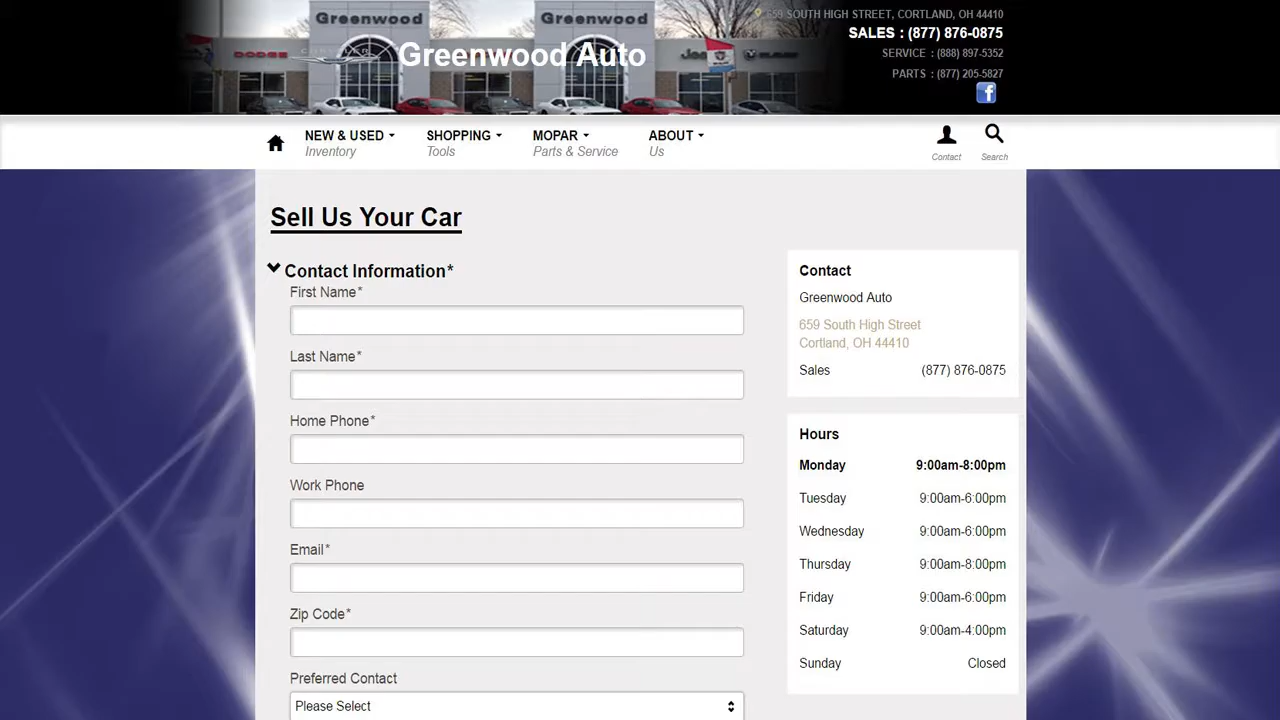 Greenwood
Greenwood
659 SOUTH HIGH STREET, CORTLAND, OH 44410
SALES : (877) 876-0875
SERVICE : (888) 897-5352
PARTS : (877) 205-5827
DODGE
CHRYSLER
Greenwood Auto
Jeep
NEW & USED
Inventory
SHOPPING
Tools
MOPAR
Parts & Service
ABOUT
Us
Contact
Search
Sell Us Your Car
Contact Information*
First Name*
Last Name*
Home Phone*
Work Phone
Email*
Zip Code*
Preferred Contact
Please Select
Contact
Greenwood Auto
659 South High Street
Cortland, OH 44410
Sales (877) 876-0875
Hours
Monday 9:00am-8:00pm
Tuesday 9:00am-6:00pm
Wednesday 9:00am-6:00pm
Thursday 9:00am-8:00pm
Friday 9:00am-6:00pm
Saturday 9:00am-4:00pm
Sunday Closed